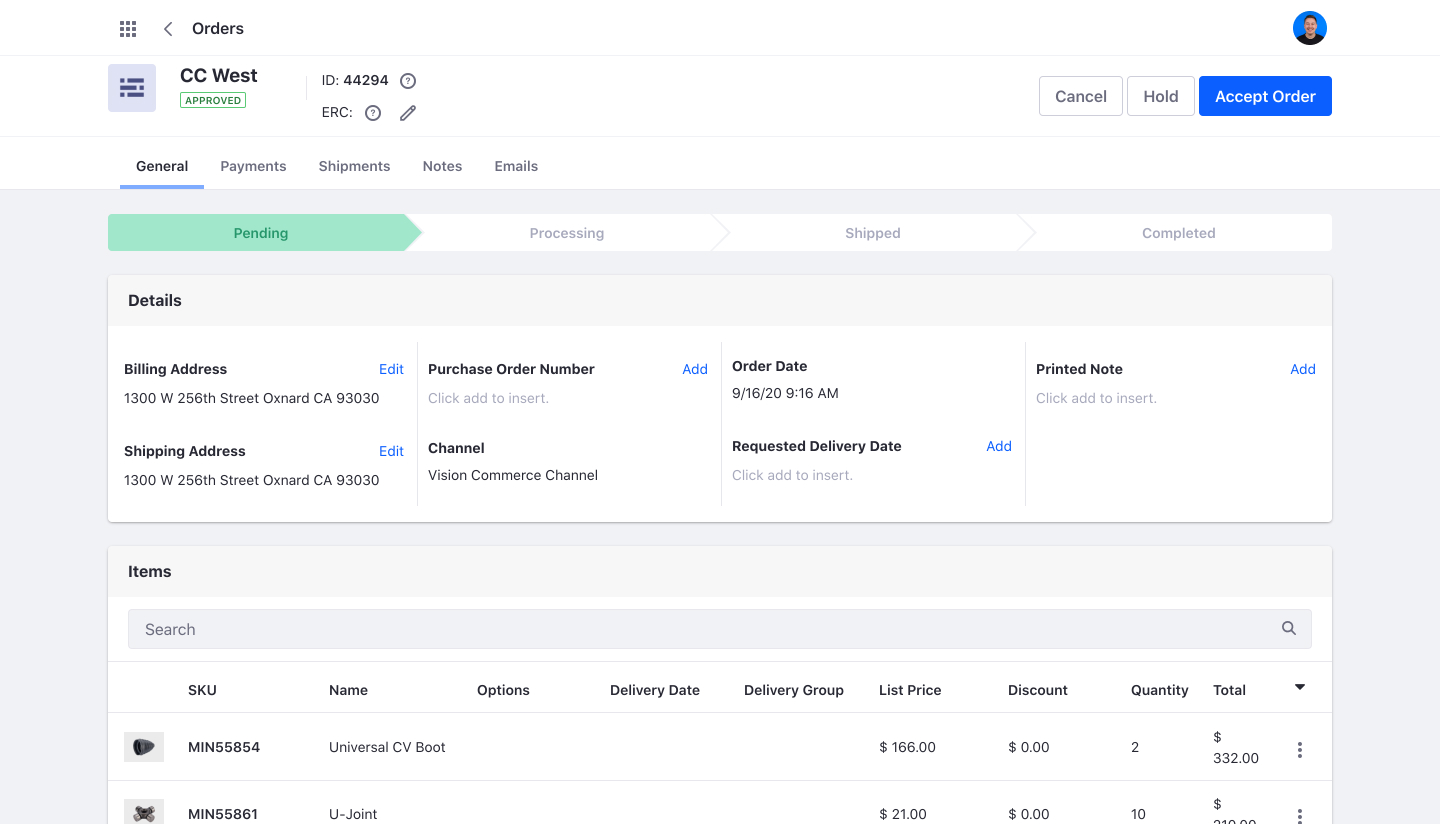 Orders
CC West
APPROVED
ID: 44294
ERC:
Cancel
Hold
Accept Order
General
Payments
Shipments
Notes
Emails
Pending
Processing
Shipped
Completed
Details
Billing Address
Edit
1300 W 256th Street Oxnard CA 93030
Shipping Address
Edit
1300 W 256th Street Oxnard CA 93030
Purchase Order Number
Add
Click add to insert.
Channel
Vision Commerce Channel
Order Date
9/16/20 9:16 AM
Requested Delivery Date
Add
Click add to insert.
Printed Note
Add
Click add to insert.
Items
Search
SKU Name Options Delivery Date Delivery Group List Price Discount Quantity Total
MIN55854 Universal CV Boot $ 166.00 $ 0.00 2 $
332.00
MIN55861 U-Joint $ 21.00 $ 0.00 10 $
210.00